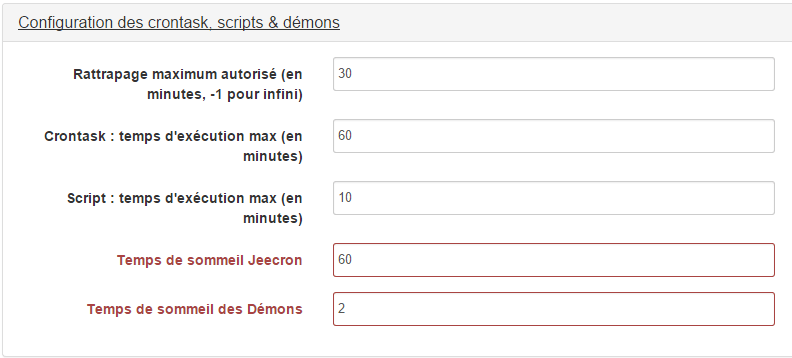 Configuration des crontask, scripts & démons
Rattrapage maximum autorisé (en
minutes, -1 pour infini)
30
Crontask : temps d'exécution max (en
minutes)
60
Script : temps d'exécution max (en
minutes)
10
Temps de sommeil Jeecron
60
Temps de sommeil des Démons
2